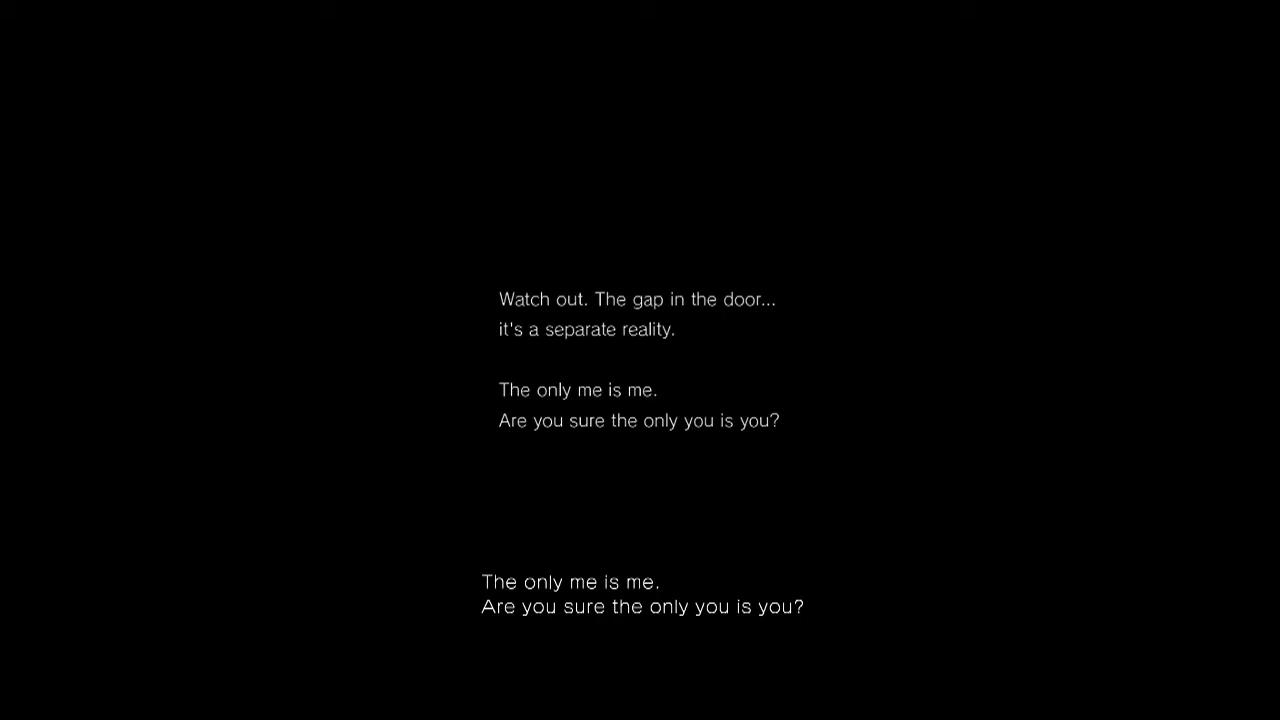 Watch out. The gap in the door...
it's a separate reality.
The only me is me.
Are you sure the only you is you?
The only me is me.
Are you sure the only you is you?